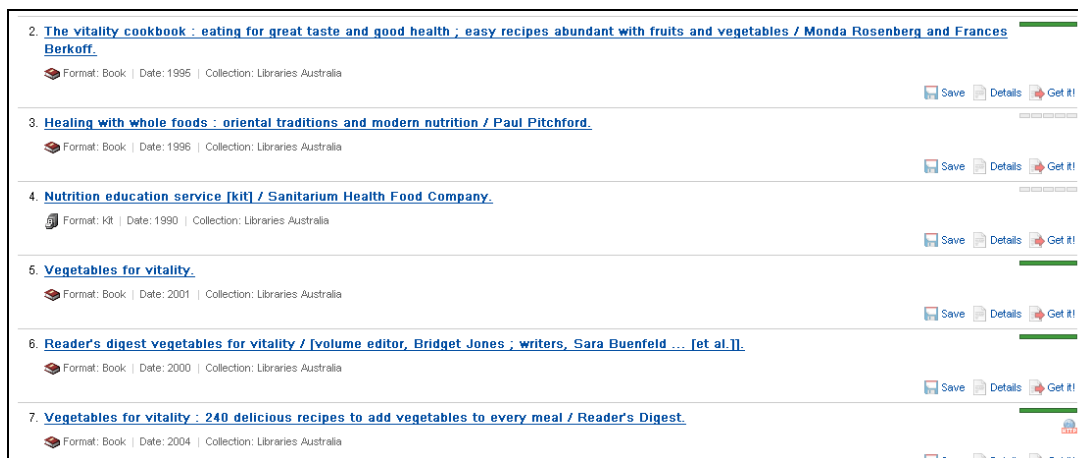 2. The vitality cookbook : eating for great taste and good health ; easy recipes abundant with fruits and vegetables / Monda Rosenberg and Frances
Berkoff.
Format: Book | Date: 1995 | Collection: Libraries Australia
Save Details Get it!
3. Healing with whole foods : oriental traditions and modern nutrition / Paul Pitchford.
Format: Book | Date: 1996 | Collection: Libraries Australia
Save Details Get it!
4. Nutrition education service [kit] / Sanitarium Health Food Company.
Format: Kit | Date: 1990 | Collection: Libraries Australia
Save Details Get it!
5. Vegetables for vitality.
Format: Book | Date: 2001 | Collection: Libraries Australia
Save Details Get it!
6. Reader's digest vegetables for vitality / [volume editor, Bridget Jones ; writers, Sara Buenfeld ... [et al.]].
Format: Book | Date: 2000 | Collection: Libraries Australia
Save Details Get it!
7. Vegetables for vitality : 240 delicious recipes to add vegetables to every meal / Reader's Digest.
Format: Book | Date: 2004 | Collection: Libraries Australia